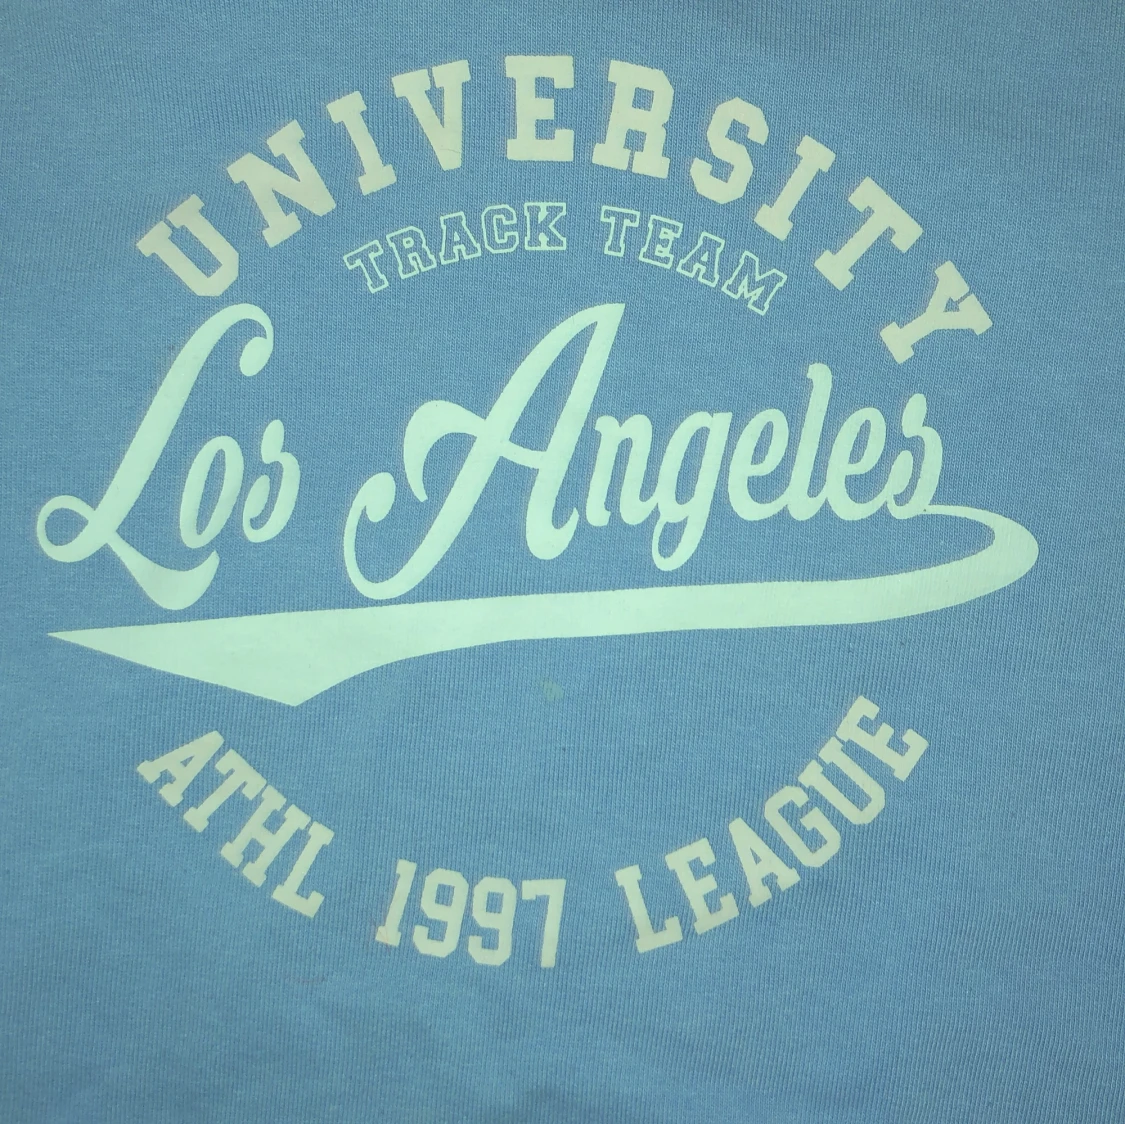 UNIVERSITY
TRACK TEAM
Los Angeles
ATHL 1997 LEAGUE